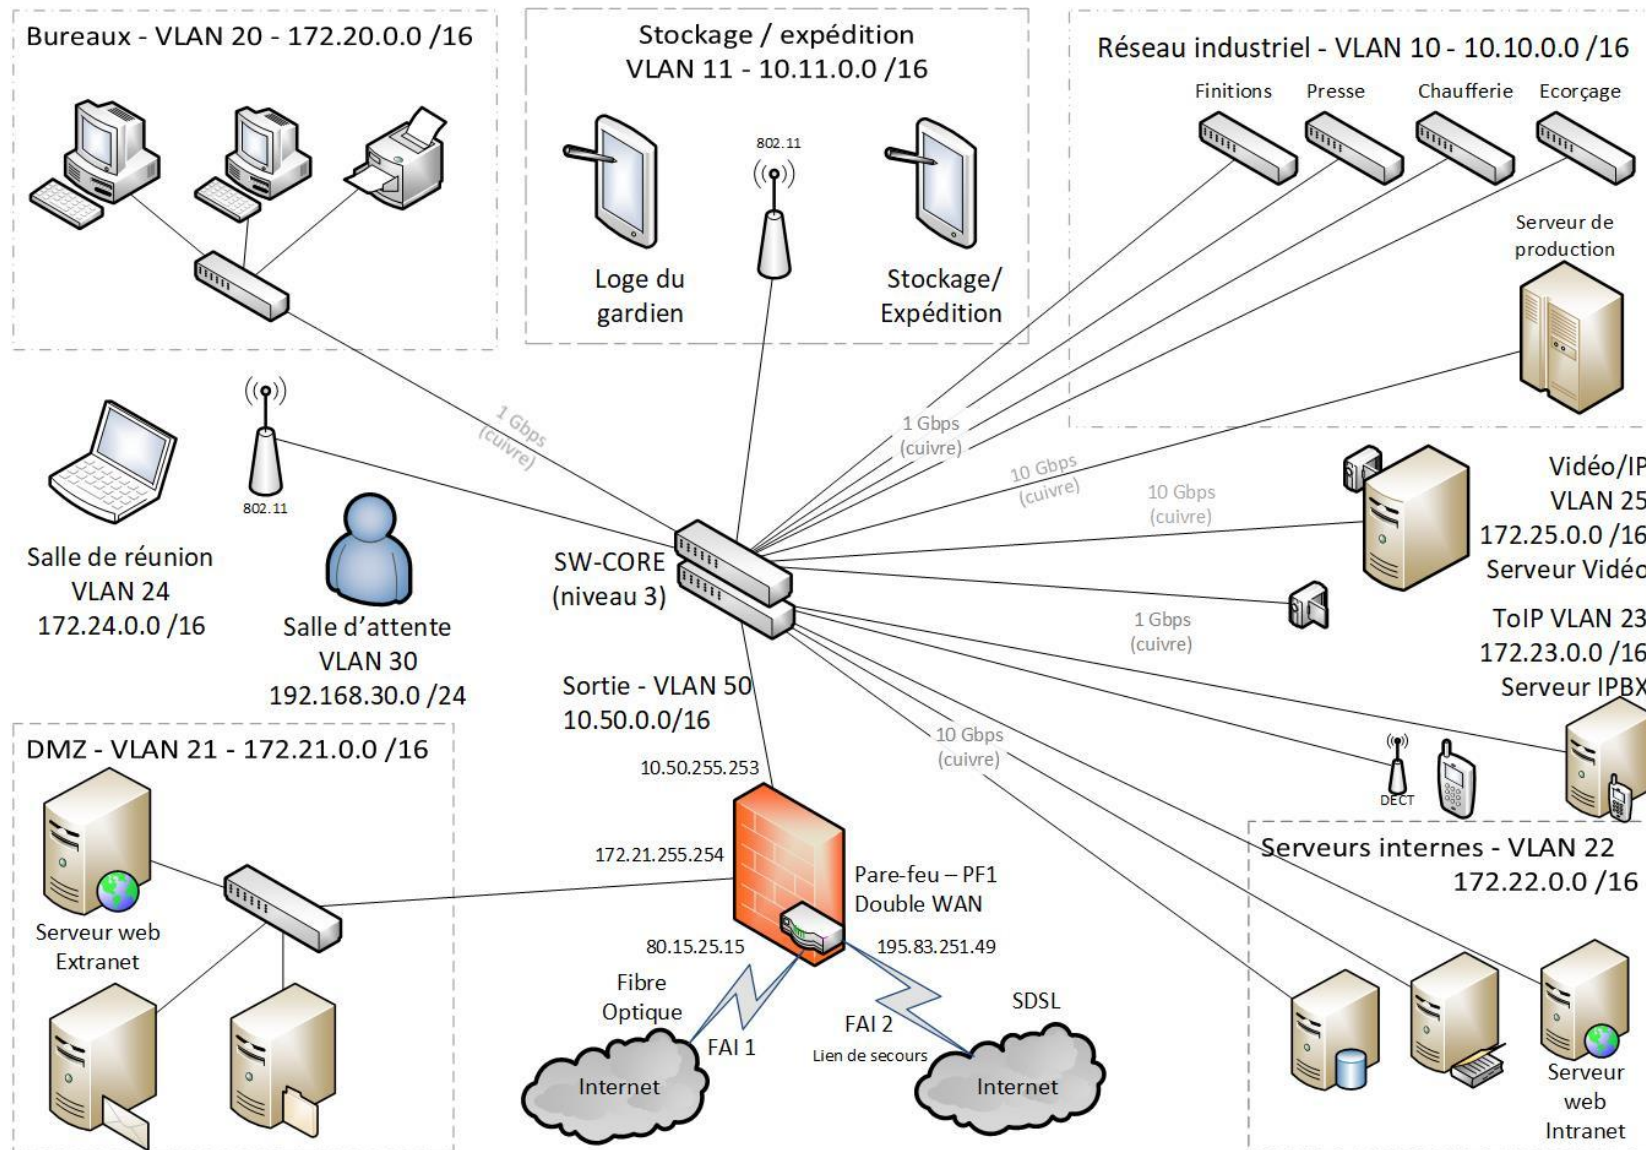 Bureaux - VLAN 20 - 172.20.0.0 /16
Stockage / expédition
VLAN 11 - 10.11.0.0 /16
802.11
Loge du
gardien
Stockage/
Expédition
Réseau industriel - VLAN 10 - 10.10.0.0 /16
Finitions
Presse
Chaufferie
Ecorçage
Serveur de
production
1 Gbps
(cuivre)
1 Gbps
(cuivre)
10 Gbps
(cuivre)
10 Gbps
(cuivre)
Vidéo/IP
VLAN 25
172.25.0.0 /16
Serveur Vidéo
802.11
Salle de réunion
VLAN 24
172.24.0.0 /16
Salle d'attente
VLAN 30
192.168.30.0 /24
SW-CORE
(niveau 3)
1 Gbps
(cuivre)
ToIP VLAN 23
172.23.0.0 /16
Serveur IPBX
DECT
Sortie - VLAN 50
10.50.0.0/16
10 Gbps
(cuivre)
DMZ - VLAN 21 - 172.21.0.0 /16
Serveur web
Extranet
10.50.255.253
172.21.255.254
Pare-feu – PF1
Double WAN
80.15.25.15
195.83.251.49
Fibre
Optique
FAI 1
Internet
SDSL
FAI 2
Lien de secours
Internet
Serveurs internes - VLAN 22
172.22.0.0 /16
Serveur
web
Intranet